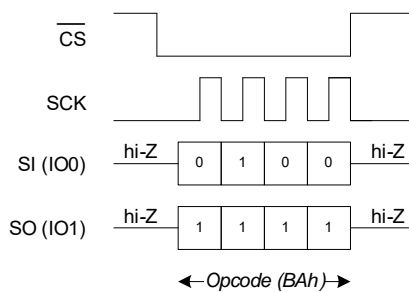 CS
SCK
hi-Z hi-Z
SI (IO0) 0 1 0 0
hi-Z hi-Z
SO (IO1) 1 1 1 1
Opcode (BAh)